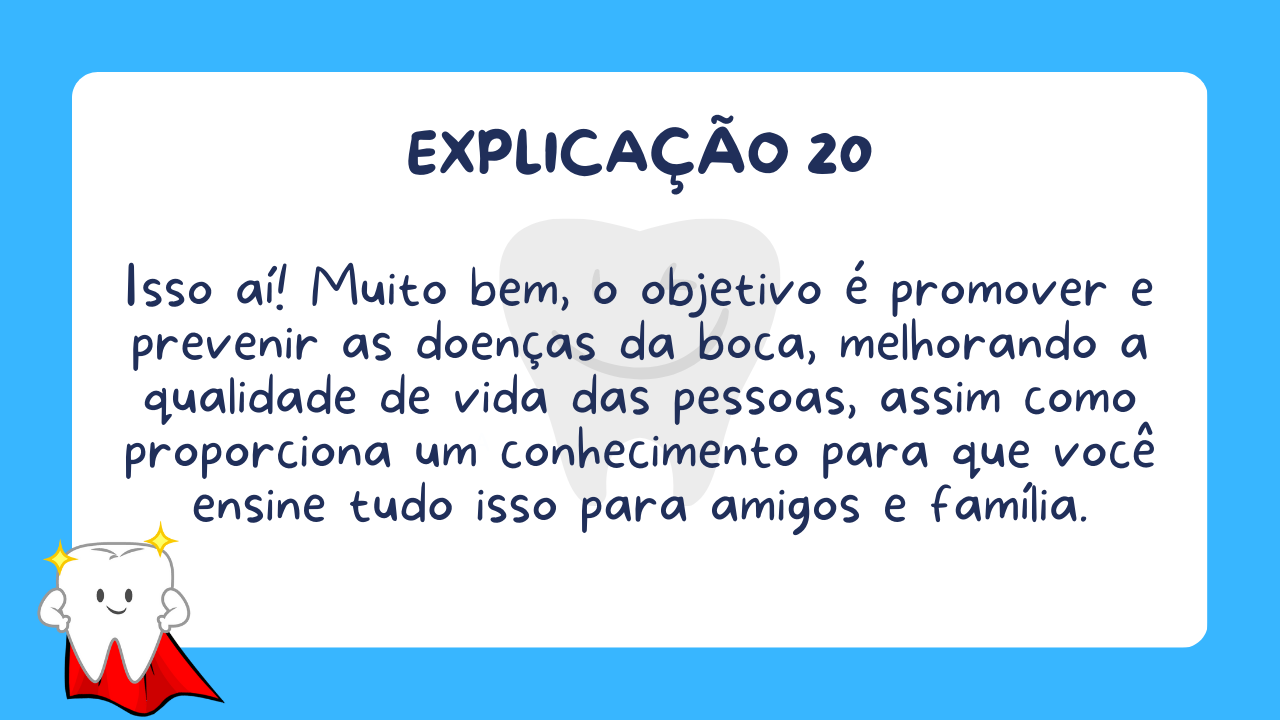 EXPLICAÇÃO 20
Isso aí! Muito bem, o objetivo é promover e
prevenir as doenças da boca, melhorando a
qualidade de vida das pessoas, assim como
proporciona um conhecimento para que você
ensine tudo isso para amigos e família.